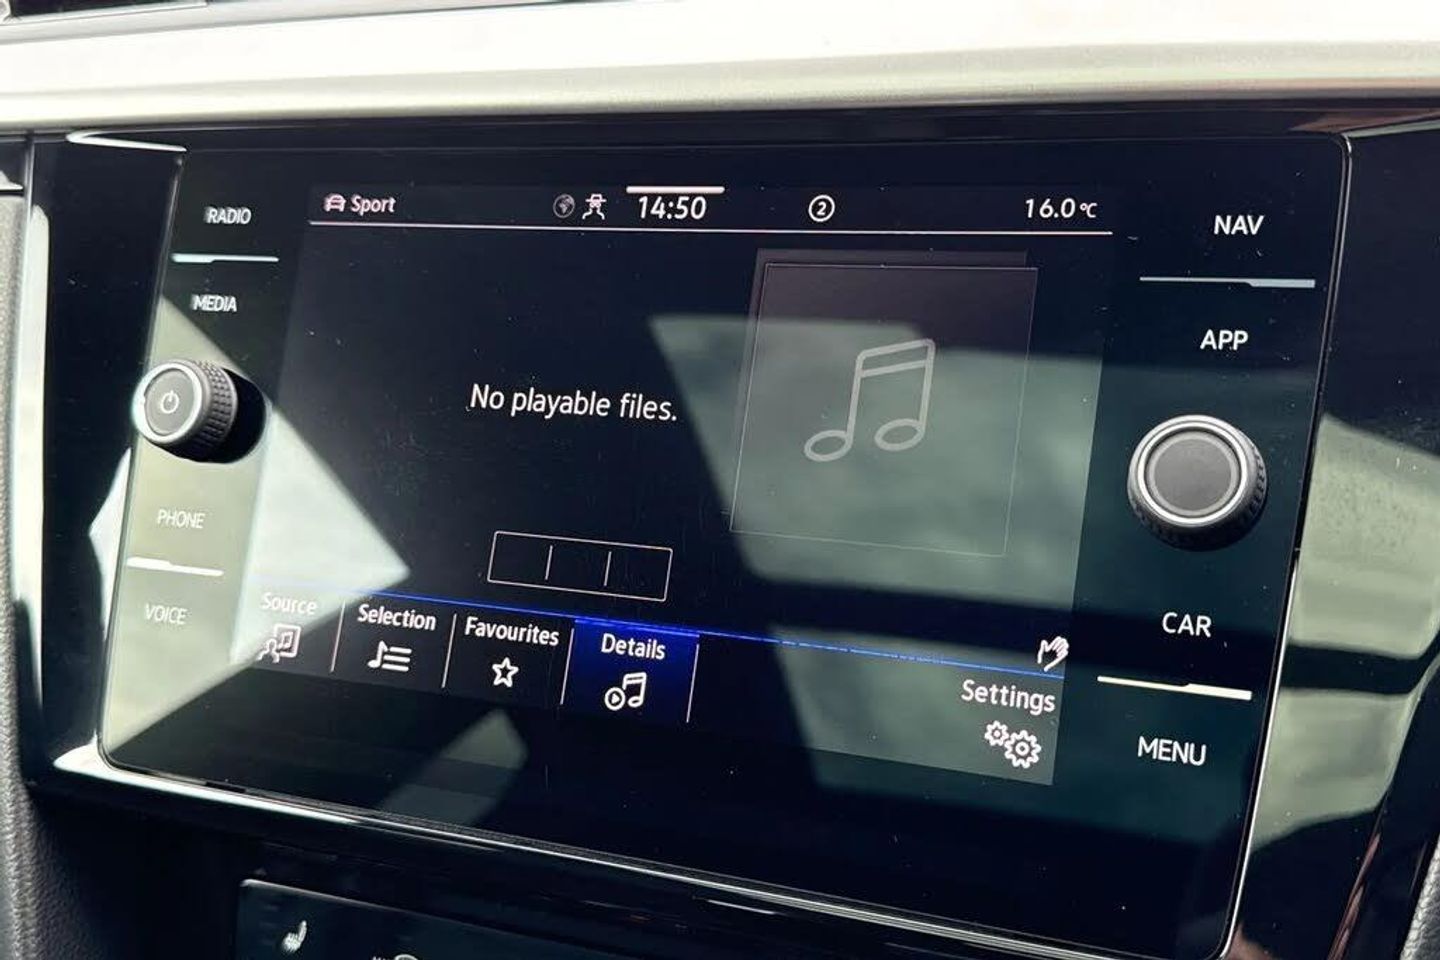 RADIO
MEDIA
PHONE
VOICE
Sport
14:50
2
16.0°C
No playable files.
Source
Selection
Favourites
Details
Settings
NAV
APP
CAR
MENU